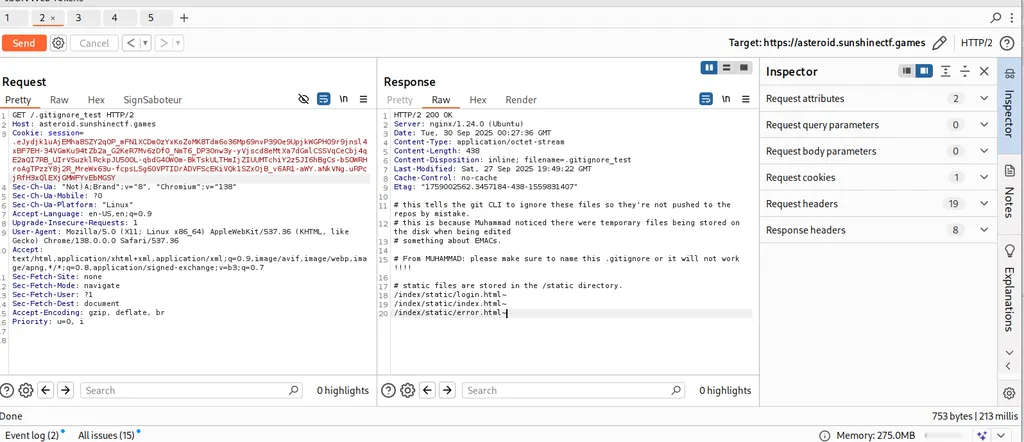 1 2 × 3 4 5 +
Send Cancel < > Target: https://asteroid.sunshinectf.games HTTP/2
Request
Pretty Raw Hex SignSaboteur \n
1 GET /.gitignore_test HTTP/2
2 Host: asteroid.sunshinectf.games
3 Cookie: session=
4 Sec-Ch-Ua: "Not)A;Brand";v="8", "Chromium";v="138"
5 Sec-Ch-Ua-Mobile: ?0
6 Sec-Ch-Ua-Platform: "Linux"
7 Accept-Language: en-US,en;q=0.9
8 Upgrade-Insecure-Requests: 1
9 User-Agent: Mozilla/5.0 (X11; Linux x86_64) AppleWebKit/537.36 (KHTML, like
Gecko) Chrome/138.0.0.0 Safari/537.36
10 Accept:
text/html,application/xhtml+xml,application/xml;q=0.9,image/avif,image/webp,ima
ge/apng,*/*;q=0.8,application/signed-exchange;v=b3;q=0.7
11 Sec-Fetch-Site: none
12 Sec-Fetch-Mode: navigate
13 Sec-Fetch-User: ?1
14 Sec-Fetch-Dest: document
15 Accept-Encoding: gzip, deflate, br
16 Priority: u=0, i
17
18
Search 0 highlights
Response
Pretty Raw Hex Render \n
1 HTTP/2 200 OK
2 Server: nginx/1.24.0 (Ubuntu)
3 Date: Tue, 30 Sep 2025 00:27:36 GMT
4 Content-Type: application/octet-stream
5 Content-Length: 438
6 Content-Disposition: inline; filename=.gitignore_test
7 Last-Modified: Sat, 27 Sep 2025 19:49:22 GMT
8 Cache-Control: no-cache
9 Etag: "1759002562.3457184-438-1559831407"
10
11 # this tells the git CLI to ignore these files so they're not pushed to the
repos by mistake.
12 # this is because Muhammad noticed there were temporary files being stored on
the disk when being edited
13 # something about EMACs.
14
15 # From MUHAMMAD: please make sure to name this .gitignore or it will not work
!!!!
16
17 # static files are stored in the /static directory.
18 /index/static/login.html~
19 /index/static/index.html~
20 /index/static/error.html~
Search 0 highlights
Inspector
Request attributes 2
Request query parameters 0
Request body parameters 0
Request cookies 1
Request headers 19
Response headers 8
Inspector
Notes
Explanations
Done 753 bytes | 213 millis
Event log (2) All issues (15) Memory: 275.0MB